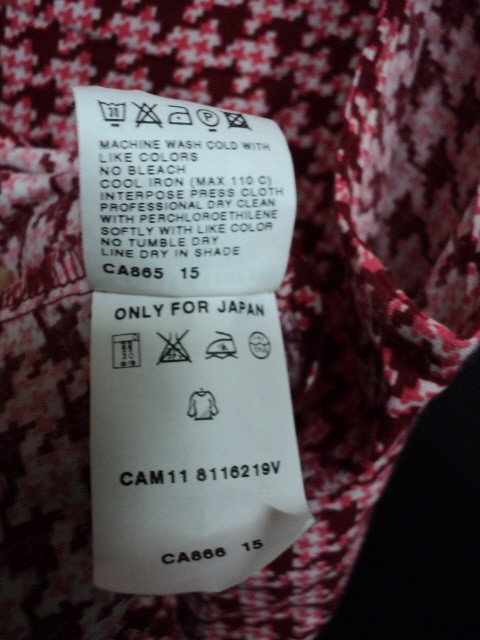 30 P
MACHINE WASH COLD WITH
LIKE COLORS
NO BLEACH
COOL IRON (MAX 110 C)
INTERPOSE PRESS CLOTH
PROFESSIONAL DRY CLEAN
WITH PERCHLOROETHILENE
SOFTLY WITH LIKE COLOR
NO TUMBLE DRY
LINE DRY IN SHADE
CA865 15
ONLY FOR JAPAN
CAM11 8116219V
CA866 15